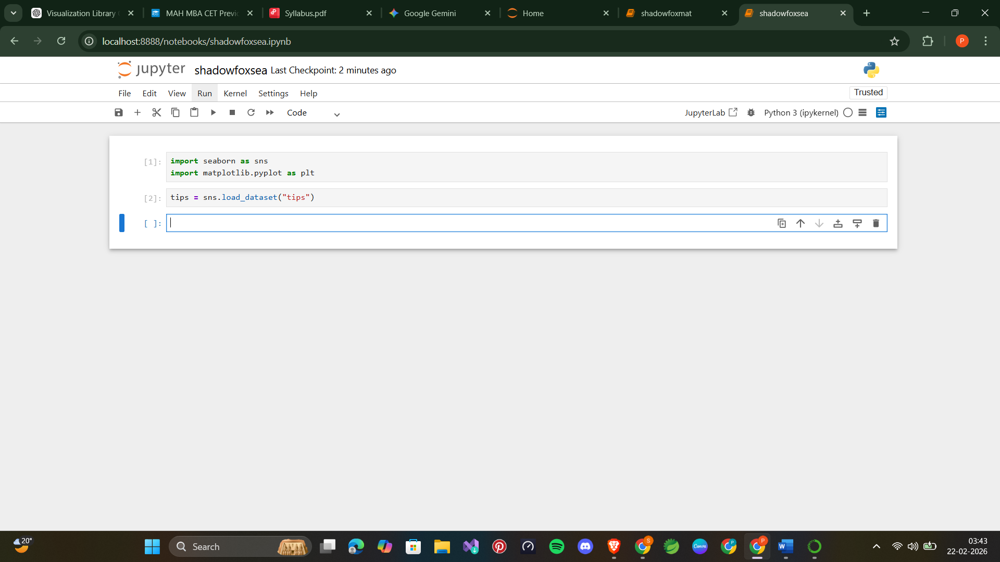 Visualization Library
MAH MBA CET Previ
Syllabus.pdf
Google Gemini
Home
shadowfoxmat
shadowfoxsea
localhost:8888/notebooks/shadowfoxsea.ipynb
P
jupyter shadowfoxsea Last Checkpoint: 2 minutes ago
File Edit View Run Kernel Settings Help
Trusted
Code
JupyterLab
Python 3 (ipykernel)
[1]: import seaborn as sns
import matplotlib.pyplot as plt
[2]: tips = sns.load_dataset("tips")
[ ]:
20°
Search
S
Canva
P
P
W
03:43
22-02-2026